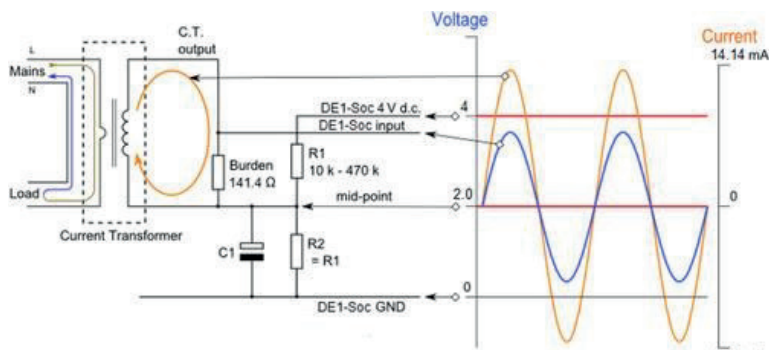 C.T.
output
L
Mains
N
Load
Current Transformer
Burden
141.4 Ω
C1
R1
10 k - 470 k
R2
= R1
DE1-Soc 4 V d.c.
DE1-Soc input
mid-point
DE1-Soc GND
Voltage
4
2.0
0
Current
14.14 mA
0